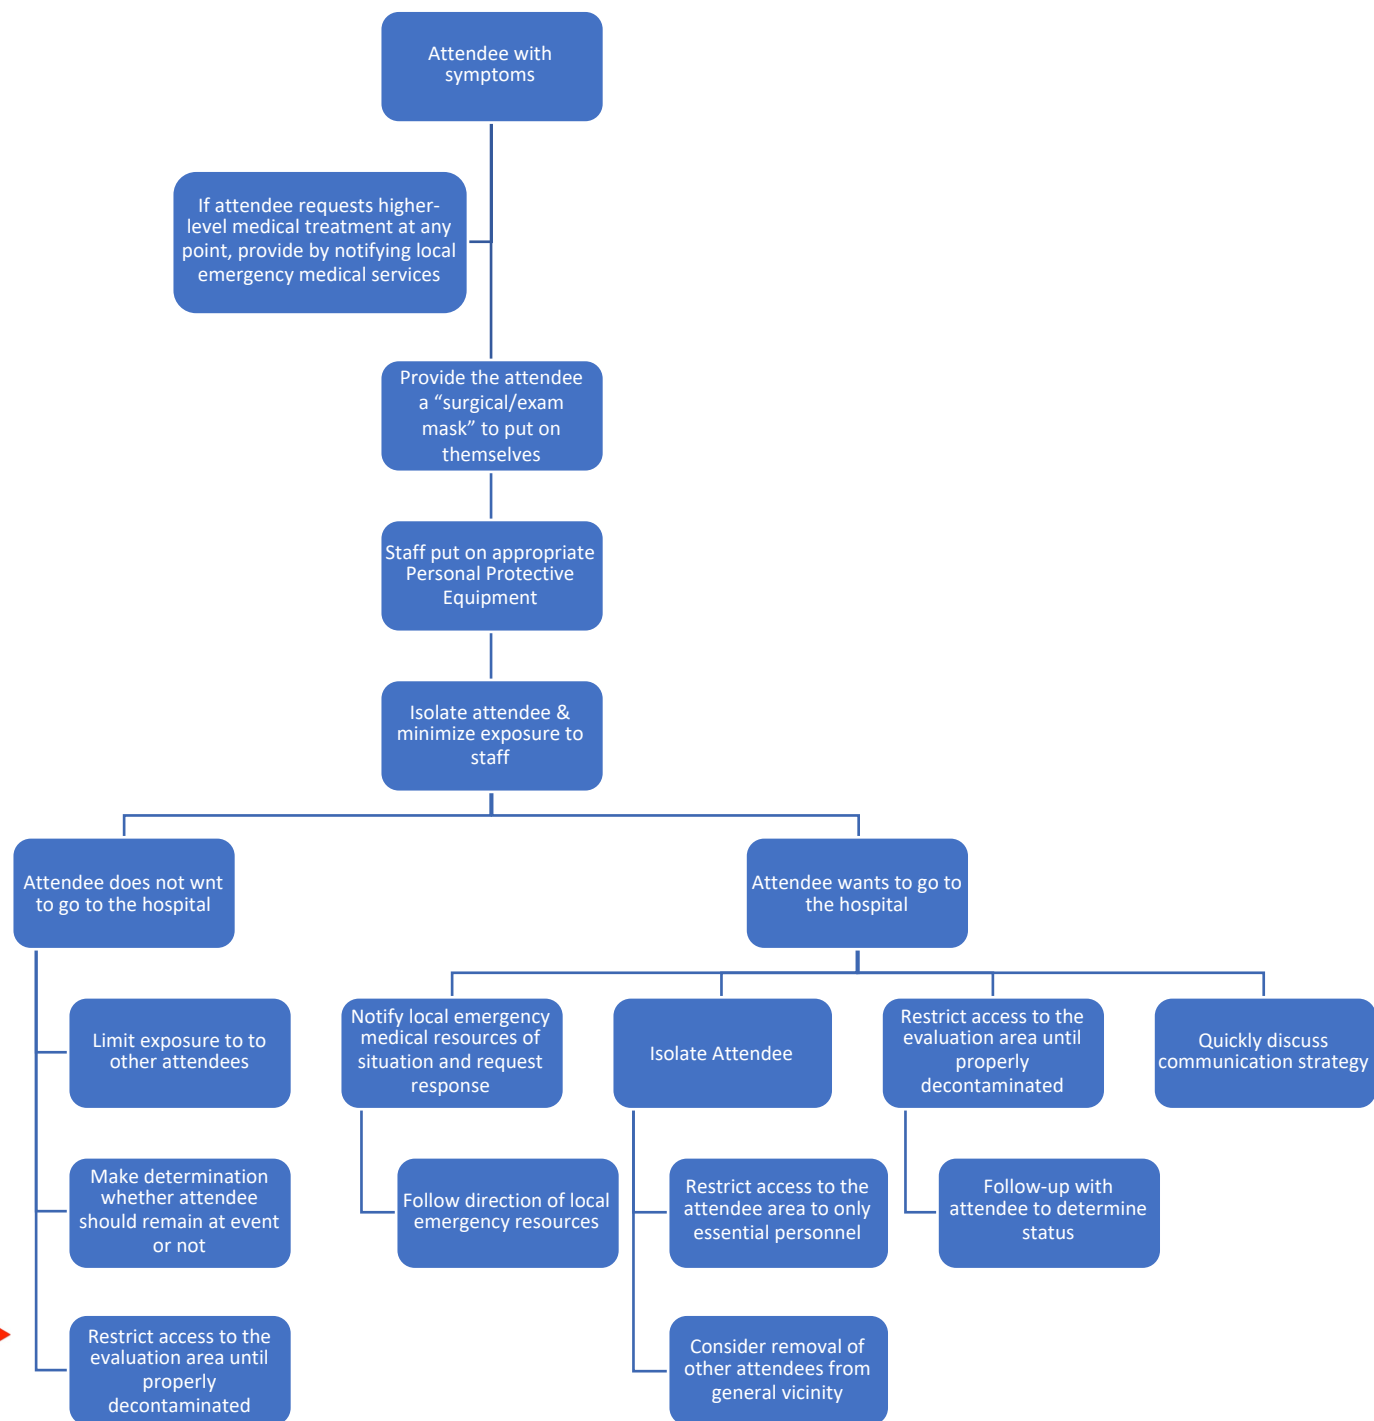 Attendee with
symptoms
If attendee requests higher-
level medical treatment at any
point, provide by notifying local
emergency medical services
Provide the attendee
a “surgical/exam
mask” to put on
themselves
Staff put on appropriate
Personal Protective
Equipment
Isolate attendee &
minimize exposure to
staff
Attendee does not wnt
to go to the hospital
Limit exposure to to
other attendees
Make determination
whether attendee
should remain at event
or not
Restrict access to the
evaluation area until
properly
decontaminated
Attendee wants to go to
the hospital
Notify local emergency
medical resources of
situation and request
response
Follow direction of local
emergency resources
Isolate Attendee
Restrict access to the
attendee area to only
essential personnel
Consider removal of
other attendees from
general vicinity
Restrict access to the
evaluation area until
properly
decontaminated
Follow-up with
attendee to determine
status
Quickly discuss
communication strategy